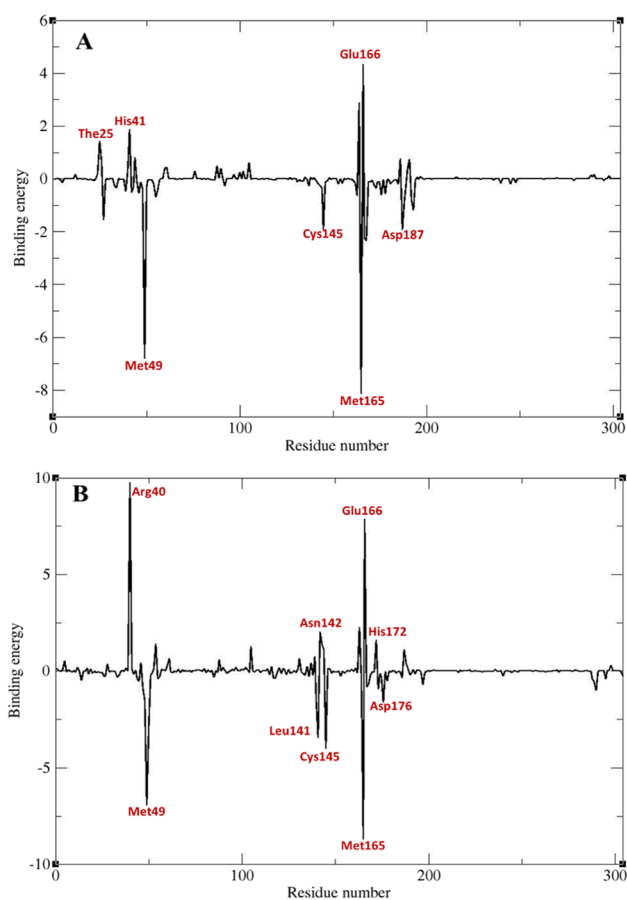 6
A
Glu166
4
His41
2
The25
0
Binding energy
-2
Cys145
Asp187
-4
-6
Met49
-8
Met165
0
100
200
300
Residue number
10
B
Arg40
Glu166
5
Asn142
His172
0
Binding energy
Asp176
Leu141
Cys145
-5
Met49
Met165
-10
0
100
200
300
Residue number